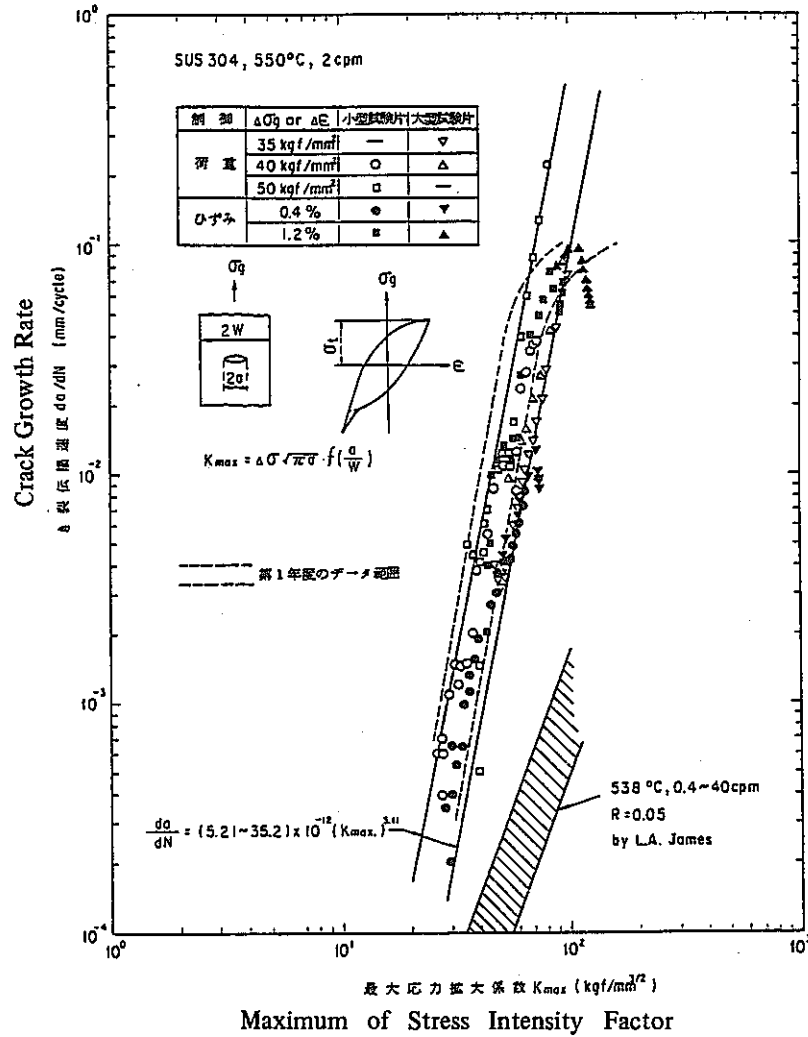 10⁰
SUS 304, 550°C, 2cpm
制御 Δσg or Δε 小型試験片 大型試験片
荷重 35 kgf/mm² — ▽
40 kgf/mm² ○ △
50 kgf/mm² □ —
ひずみ 0.4 % ● ▼
1.2 % ■ ▲
10⁻¹
σg
2W
2a
σg
σt
ε
Kmax = Δσ√πa·f(a/W)
Crack Growth Rate
き裂伝播速度 da/dN (mm/cycle)
10⁻²
第1年度のデータ範囲
10⁻³
da/dN = (5.21~35.2) x 10⁻¹² (Kmax.)
538 °C, 0.4~40cpm
R = 0.05
by L.A. James
10⁻⁴
10⁰ 10¹ 10² 10³
最大応力拡大係数 Kmax (kgf/mm³/²)
Maximum of Stress Intensity Factor